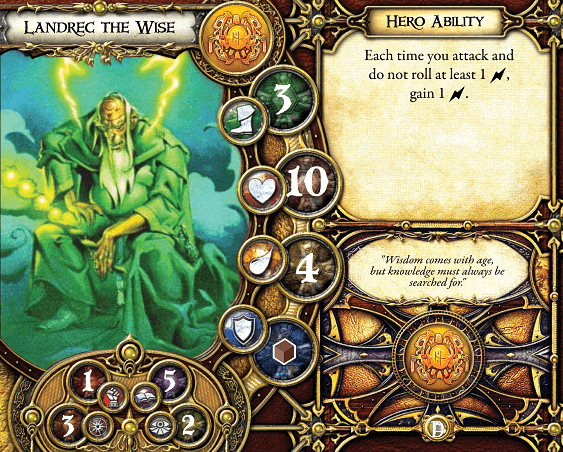 LANDREC THE WISE
3
10
4
1
5
3
2
HERO ABILITY
Each time you attack and
do not roll at least 1 ,
gain 1 .
"Wisdom comes with age,
but knowledge must always be
searched for."
D